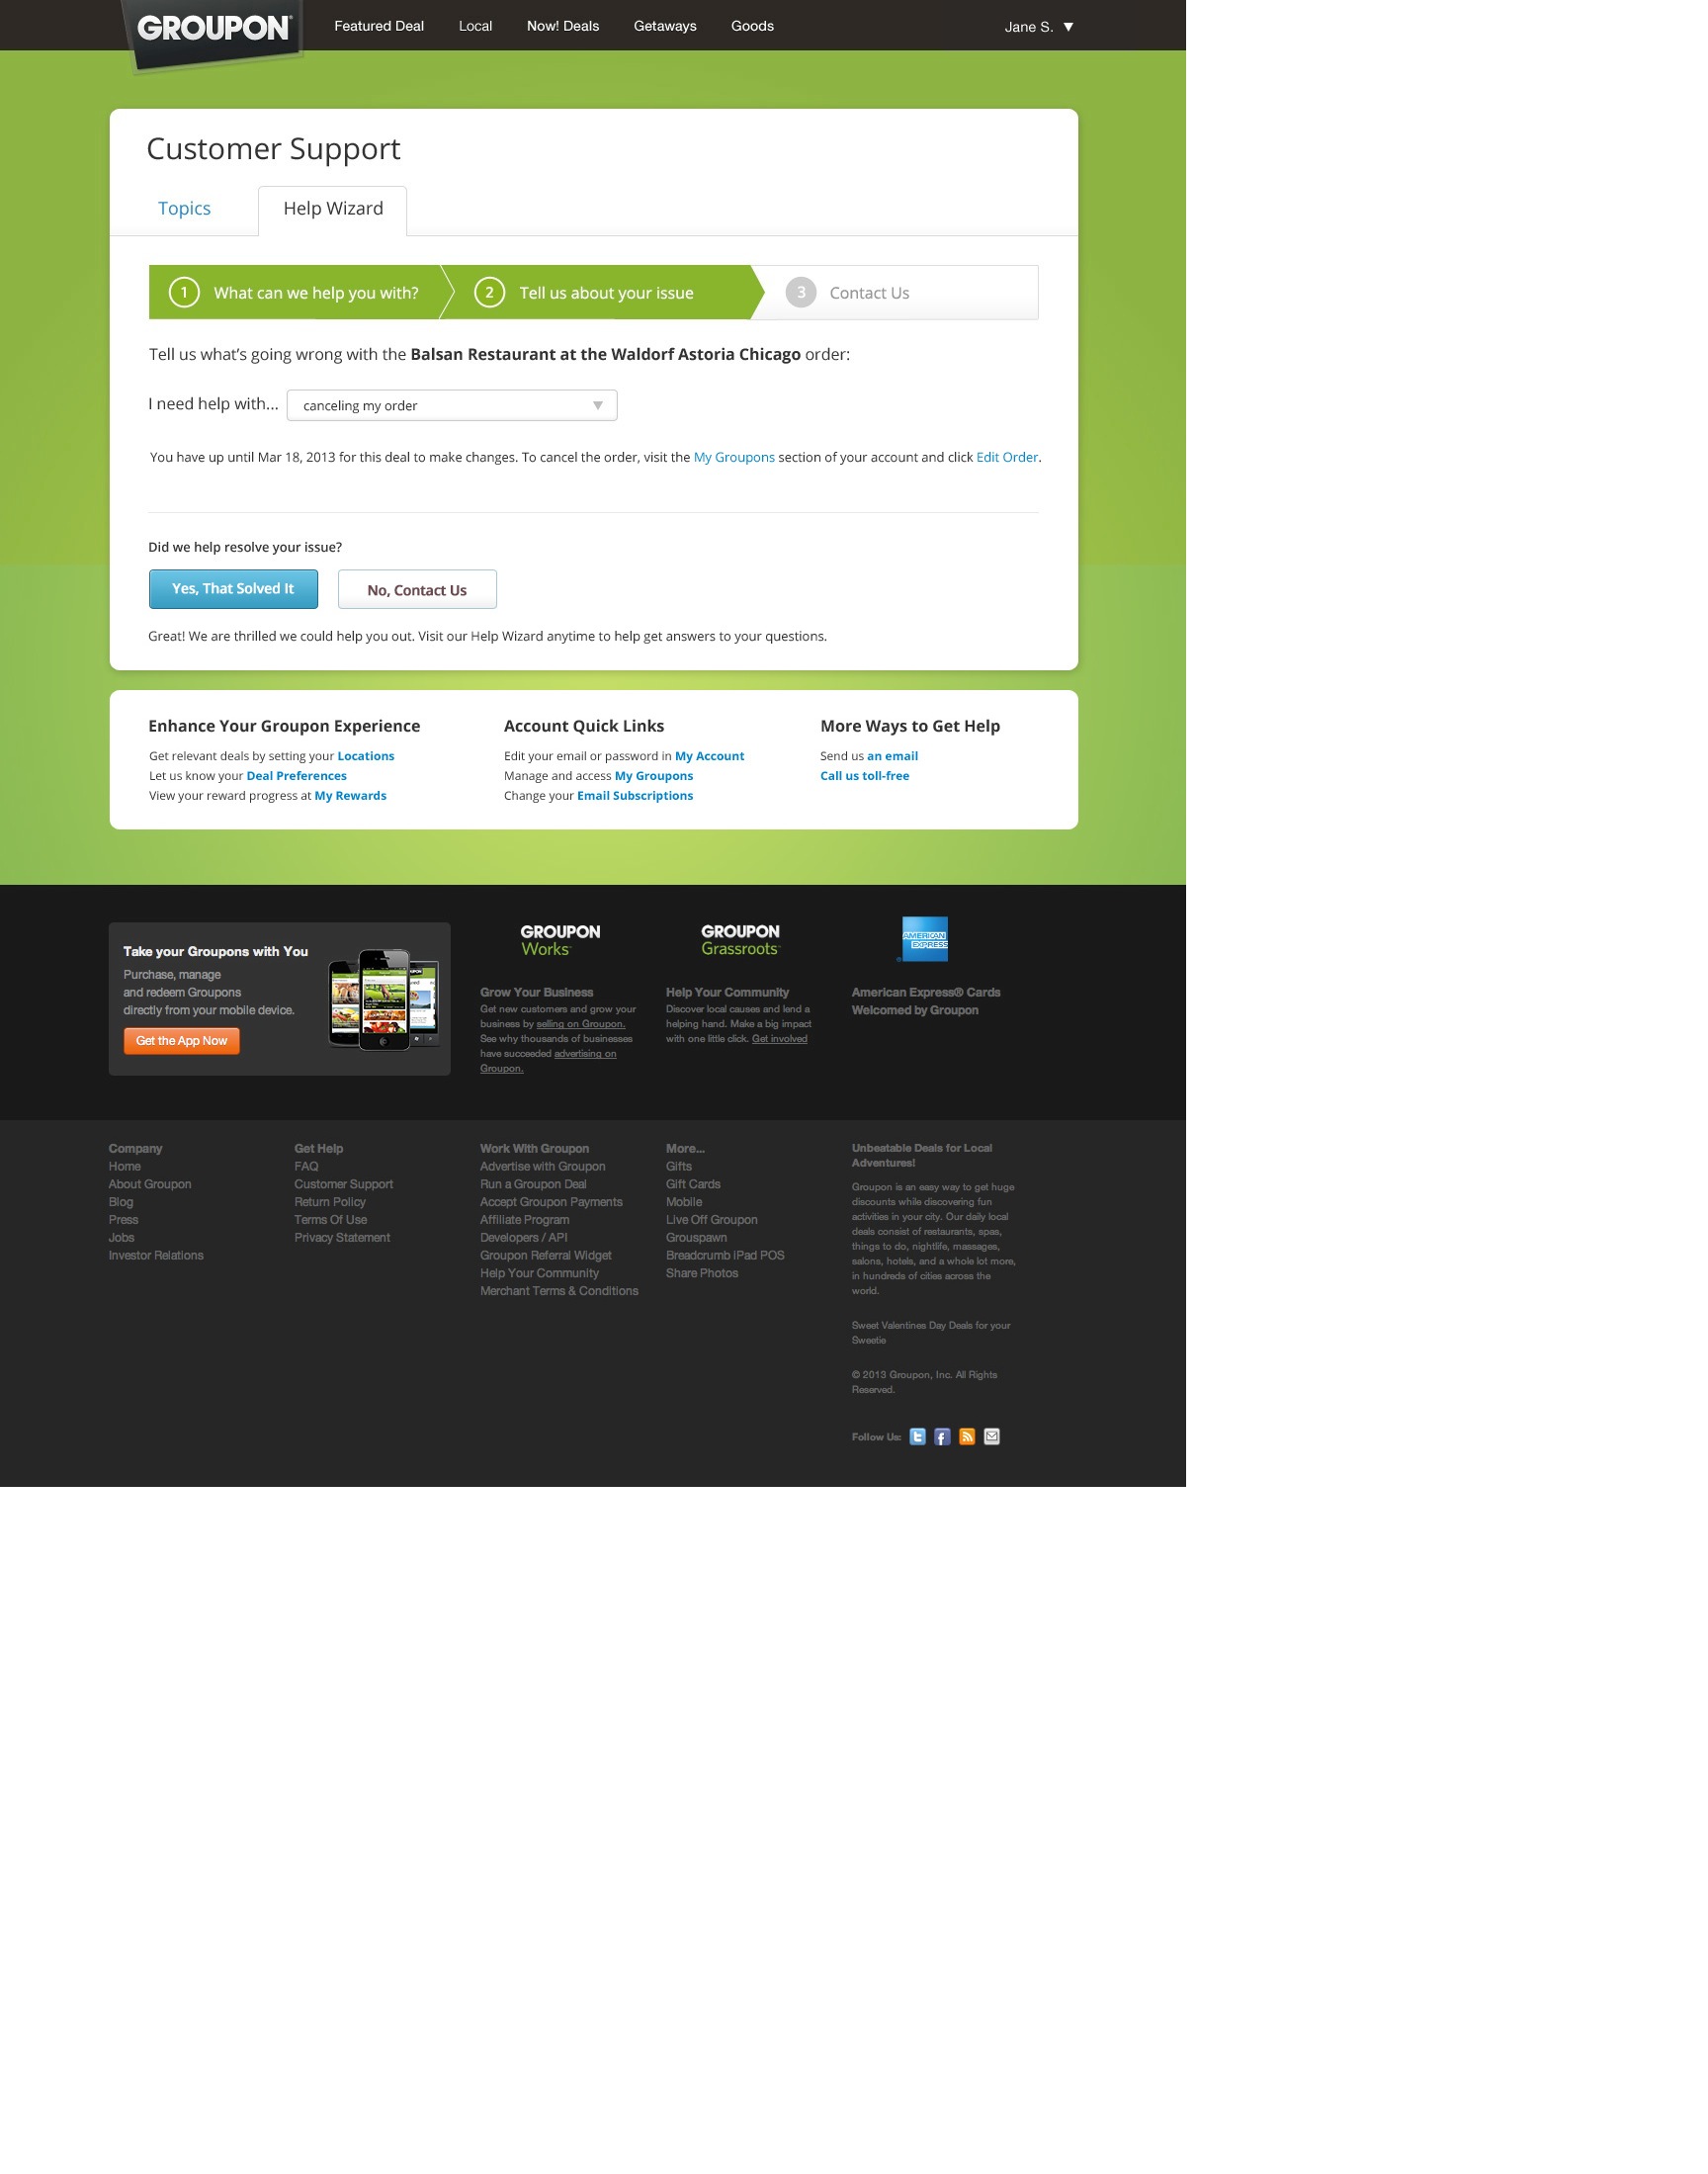 GROUPON®
Featured Deal Local Now! Deals Getaways Goods Jane S. ▼
Customer Support
Topics Help Wizard
1 What can we help you with? 2 Tell us about your issue 3 Contact Us
Tell us what's going wrong with the Balsan Restaurant at the Waldorf Astoria Chicago order:
I need help with... canceling my order
You have up until Mar 18, 2013 for this deal to make changes. To cancel the order, visit the My Groupons section of your account and click Edit Order.
Did we help resolve your issue?
Yes, That Solved It No, Contact Us
Great! We are thrilled we could help you out. Visit our Help Wizard anytime to help get answers to your questions.
Enhance Your Groupon Experience
Get relevant deals by setting your Locations
Let us know your Deal Preferences
View your reward progress at My Rewards
Account Quick Links
Edit your email or password in My Account
Manage and access My Groupons
Change your Email Subscriptions
More Ways to Get Help
Send us an email
Call us toll-free
Take your Groupons with You
Purchase, manage
and redeem Groupons
directly from your mobile device.
Get the App Now
GROUPON
Works™
Grow Your Business
Get new customers and grow your
business by selling on Groupon.
See why thousands of businesses
have succeeded advertising on
Groupon.
GROUPON
Grassroots™
Help Your Community
Discover local causes and lend a
helping hand. Make a big impact
with one little click. Get involved
AMERICAN
EXPRESS
American Express® Cards
Welcomed by Groupon
Company
Home
About Groupon
Blog
Press
Jobs
Investor Relations
Get Help
FAQ
Customer Support
Return Policy
Terms Of Use
Privacy Statement
Work With Groupon
Advertise with Groupon
Run a Groupon Deal
Accept Groupon Payments
Affiliate Program
Developers / API
Groupon Referral Widget
Help Your Community
Merchant Terms & Conditions
More...
Gifts
Gift Cards
Mobile
Live Off Groupon
Grouspawn
Breadcrumb iPad POS
Share Photos
Unbeatable Deals for Local
Adventures!
Groupon is an easy way to get huge
discounts while discovering fun
activities in your city. Our daily local
deals consist of restaurants, spas,
things to do, nightlife, massages,
salons, hotels, and a whole lot more,
in hundreds of cities across the
world.
Sweet Valentines Day Deals for your
Sweetie
© 2013 Groupon, Inc. All Rights
Reserved.
Follow Us: